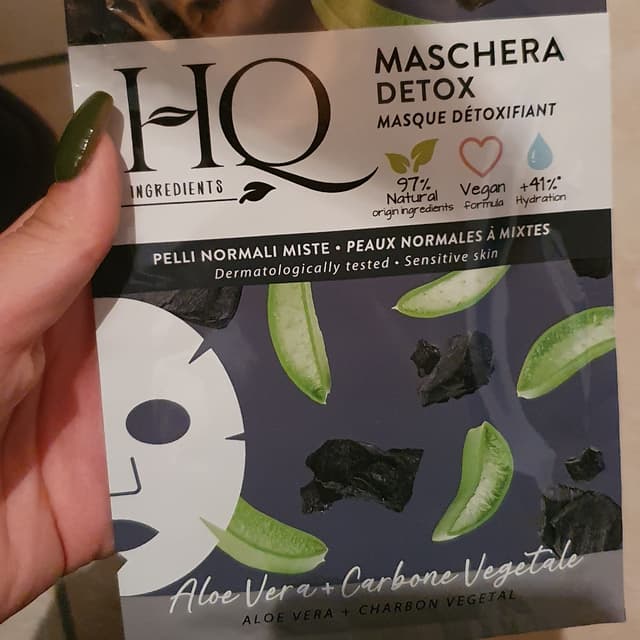 HQ
INGREDIENTS
MASCHERA
DETOX
MASQUE DÉTOXIFIANT
97%
Natural
origin ingredients
Vegan
formula
+41%*
Hydration
PELLI NORMALI MISTE • PEAUX NORMALES À MIXTES
Dermatologically tested • Sensitive skin
Aloe Vera + Carbone Vegetale
ALOE VERA + CHARBON VEGETAL